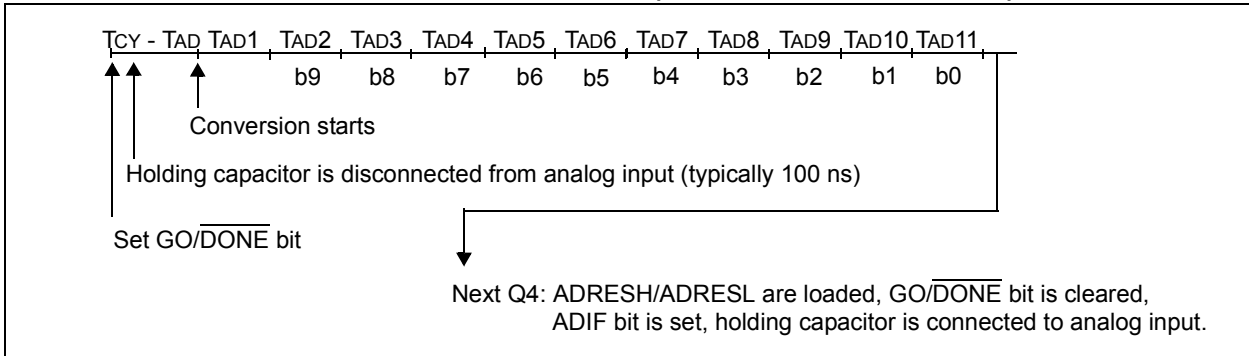 TCY - TAD TAD1 TAD2 TAD3 TAD4 TAD5 TAD6 TAD7 TAD8 TAD9 TAD10 TAD11
b9 b8 b7 b6 b5 b4 b3 b2 b1 b0
Conversion starts
Holding capacitor is disconnected from analog input (typically 100 ns)
Set GO/DONE bit
Next Q4: ADRESH/ADRESL are loaded, GO/DONE bit is cleared,
ADIF bit is set, holding capacitor is connected to analog input.